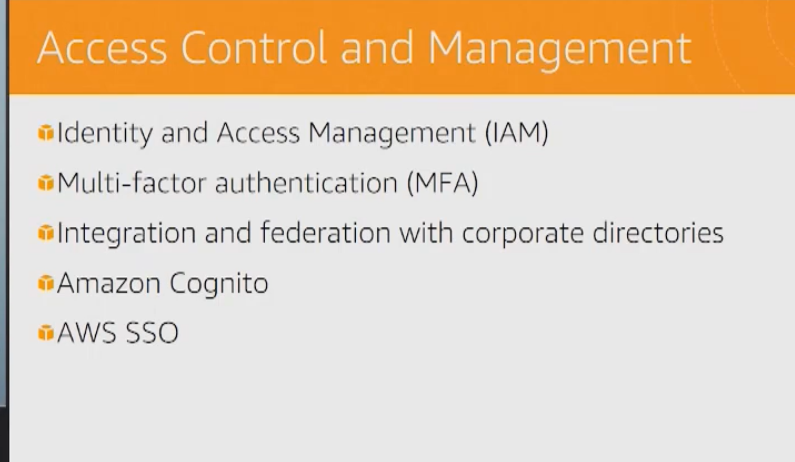 Access Control and Management
Identity and Access Management (IAM)
Multi-factor authentication (MFA)
Integration and federation with corporate directories
Amazon Cognito
AWS SSO